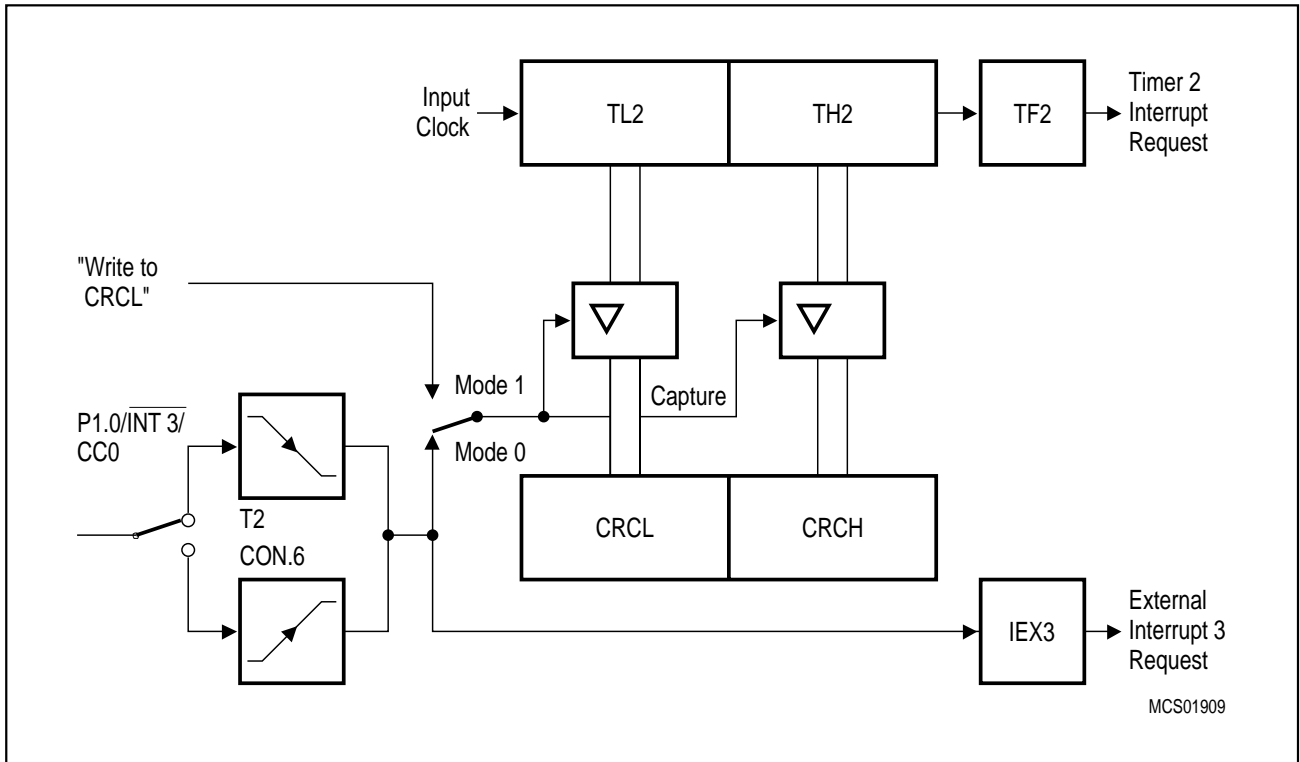 Input
Clock
TL2
TH2
TF2
Timer 2
Interrupt
Request
"Write to
CRCL"
Mode 1
Capture
P1.0/INT 3/
CC0
Mode 0
T2
CON.6
CRCL
CRCH
IEX3
External
Interrupt 3
Request
MCS01909